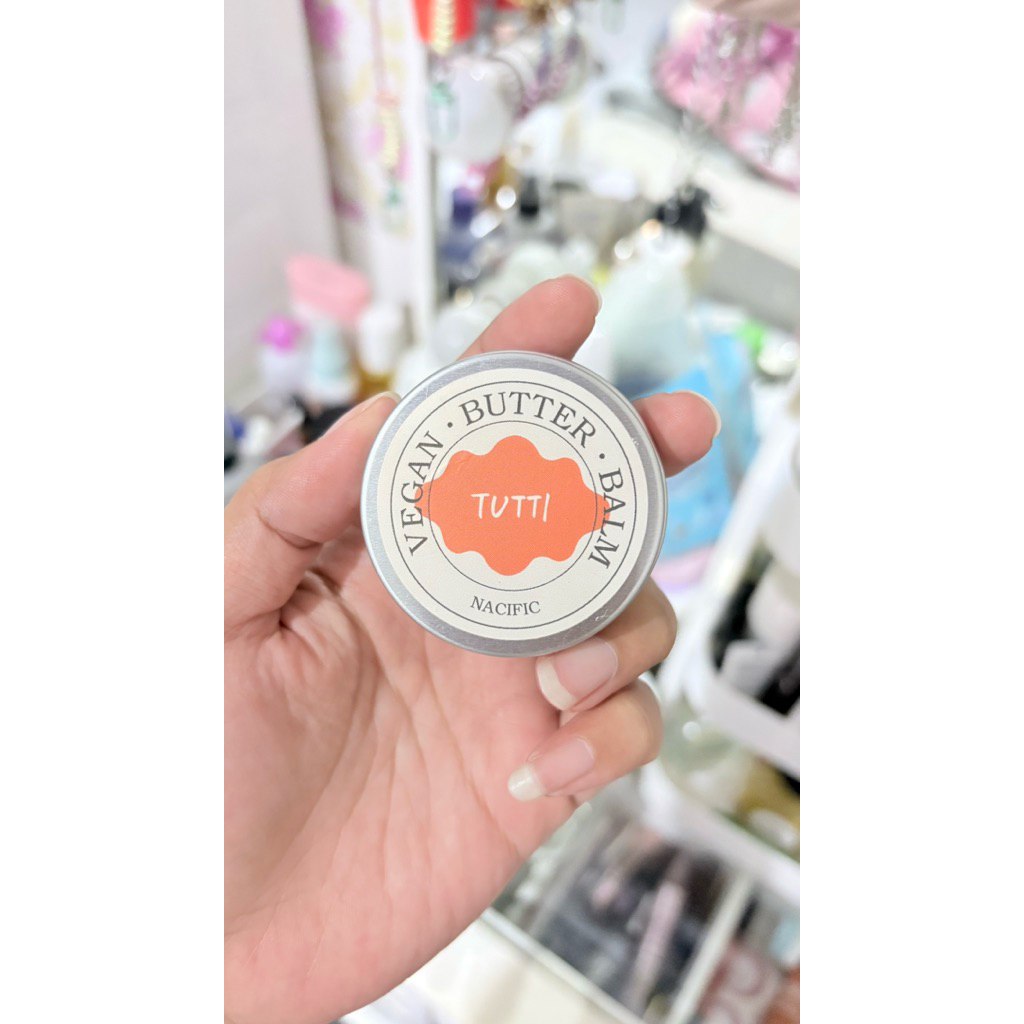 VEGAN · BUTTER · BALM
TUTTI
NACIFIC